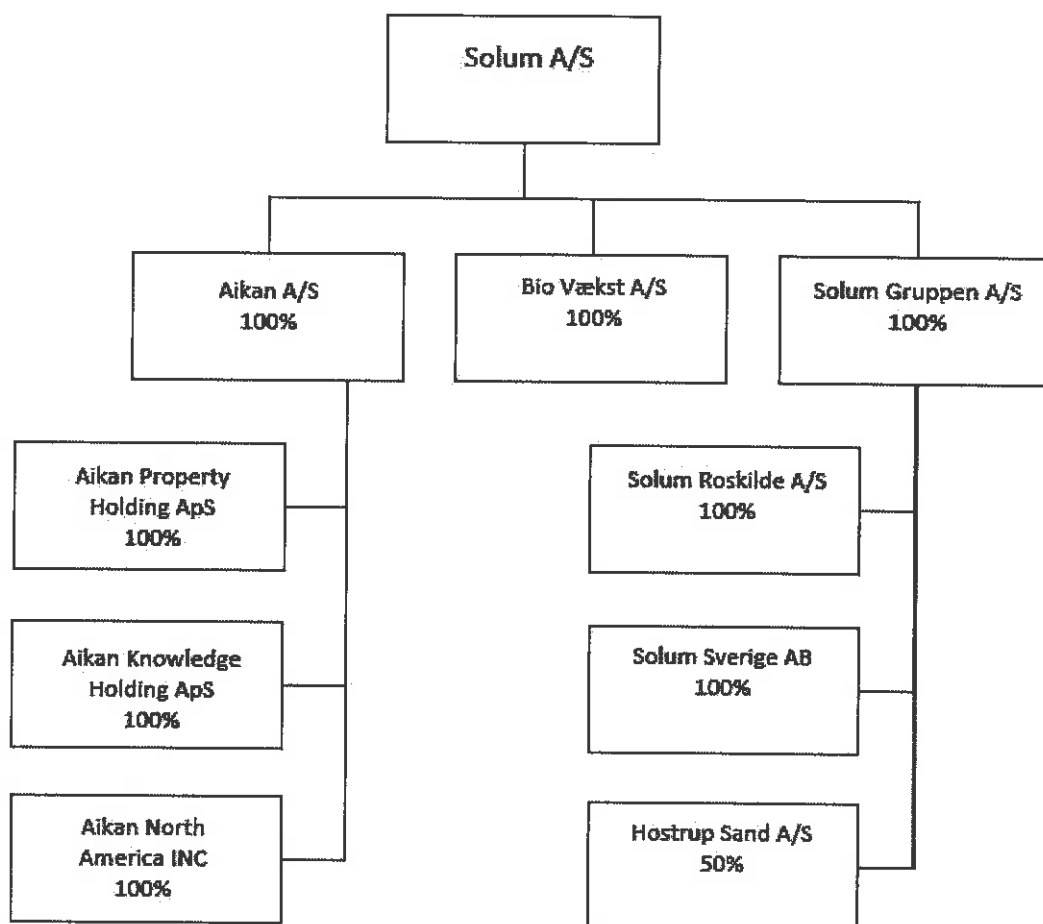 Solum A/S
Aikan A/S
100%
Bio Vækst A/S
100%
Solum Gruppen A/S
100%
Aikan Property
Holding ApS
100%
Solum Roskilde A/S
100%
Aikan Knowledge
Holding ApS
100%
Solum Sverige AB
100%
Aikan North
America INC
100%
Hostrup Sand A/S
50%